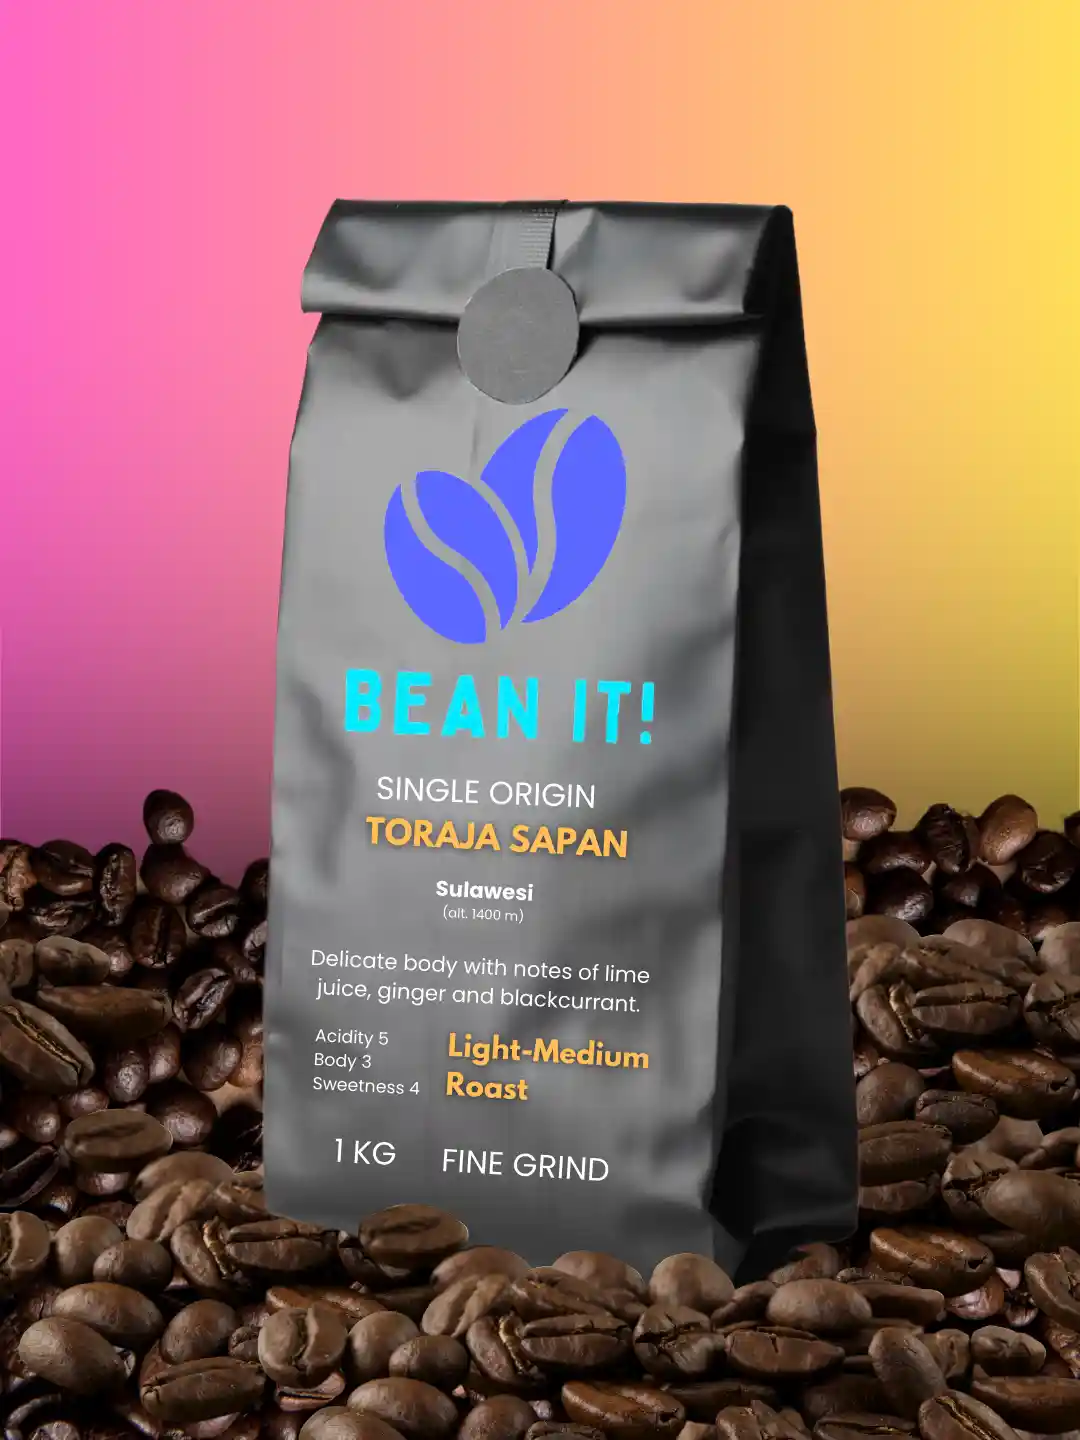 BEAN IT!
SINGLE ORIGIN
TORAJA SAPAN
Sulawesi
(alt. 1400 m)
Delicate body with notes of lime
juice, ginger and blackcurrant.
Acidity 5
Body 3
Sweetness 4
Light-Medium
Roast
1 KG
FINE GRIND